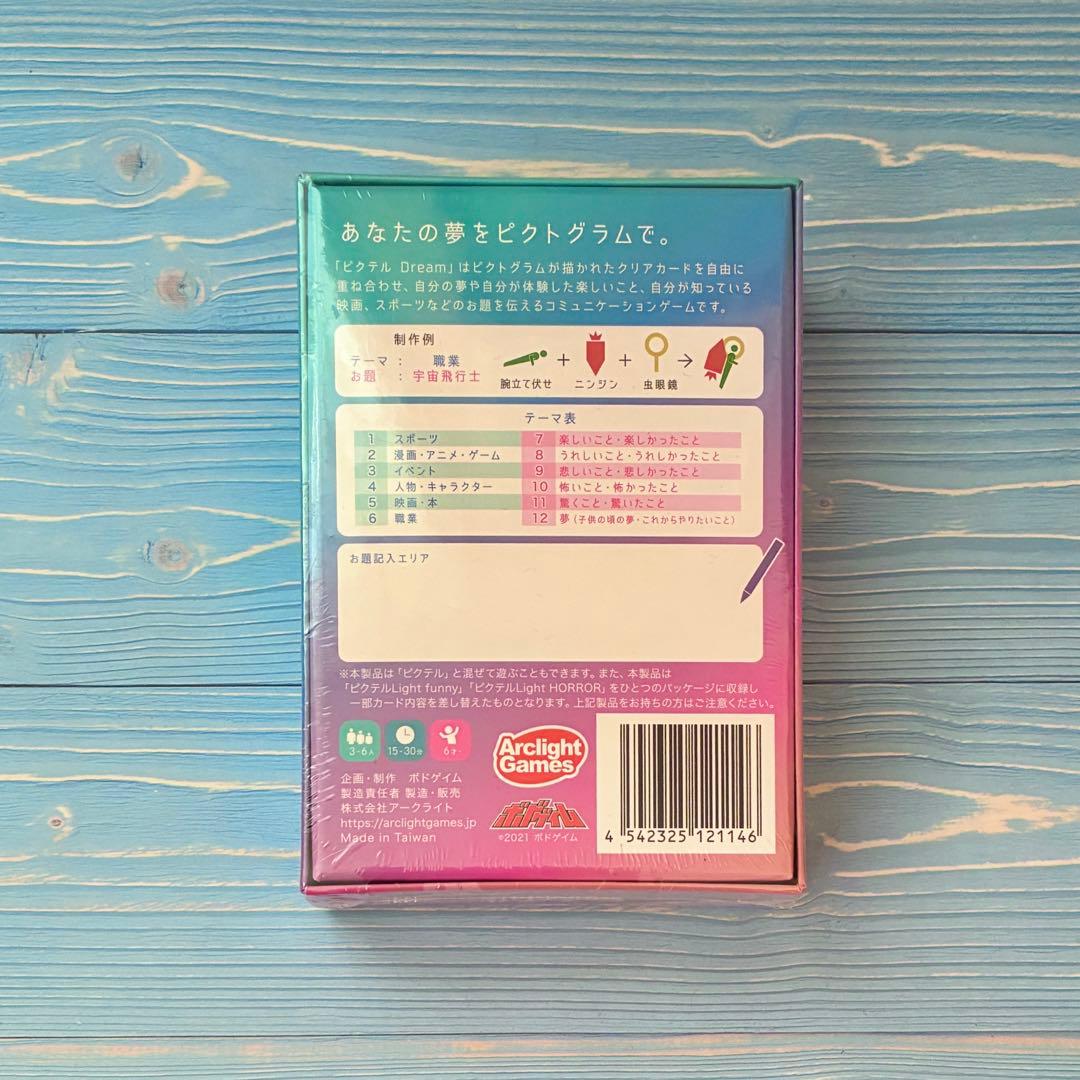 あなたの夢をピクトグラムで。
「ピクテル Dream」はピクトグラムが描かれたクリアカードを自由に
重ね合わせ、自分の夢や自分が体験した楽しいこと、自分が知っている
映画、スポーツなどのお題を伝えるコミュニケーションゲームです。
制作例
テーマ : 職業
お題 : 宇宙飛行士
腕立て伏せ + ニンジン + 虫眼鏡 →
テーマ表
1 スポーツ 7 楽しいこと・楽しかったこと
2 漫画・アニメ・ゲーム 8 うれしいこと・うれしかったこと
3 イベント 9 悲しいこと・悲しかったこと
4 人物・キャラクター 10 怖いこと・怖かったこと
5 映画・本 11 驚くこと・驚いたこと
6 職業 12 夢(子供の頃の夢・これからやりたいこと)
お題記入エリア
※本製品は「ピクテル」と混ぜて遊ぶこともできます。また、本製品は
「ピクテルLight funny」「ピクテルLight HORROR」をひとつのパッケージに収録し
一部カード内容を差し替えたものとなります。上記製品をお持ちの方はご注意ください。
3-6人 15-30分 6才-
企画・制作 ボドゲイム
製造責任者 製造・販売
株式会社アークライト
https://arclightgames.jp
Made in Taiwan
Arclight
Games
ボドゲイム
©2021 ボドゲイム
4 542325 121146